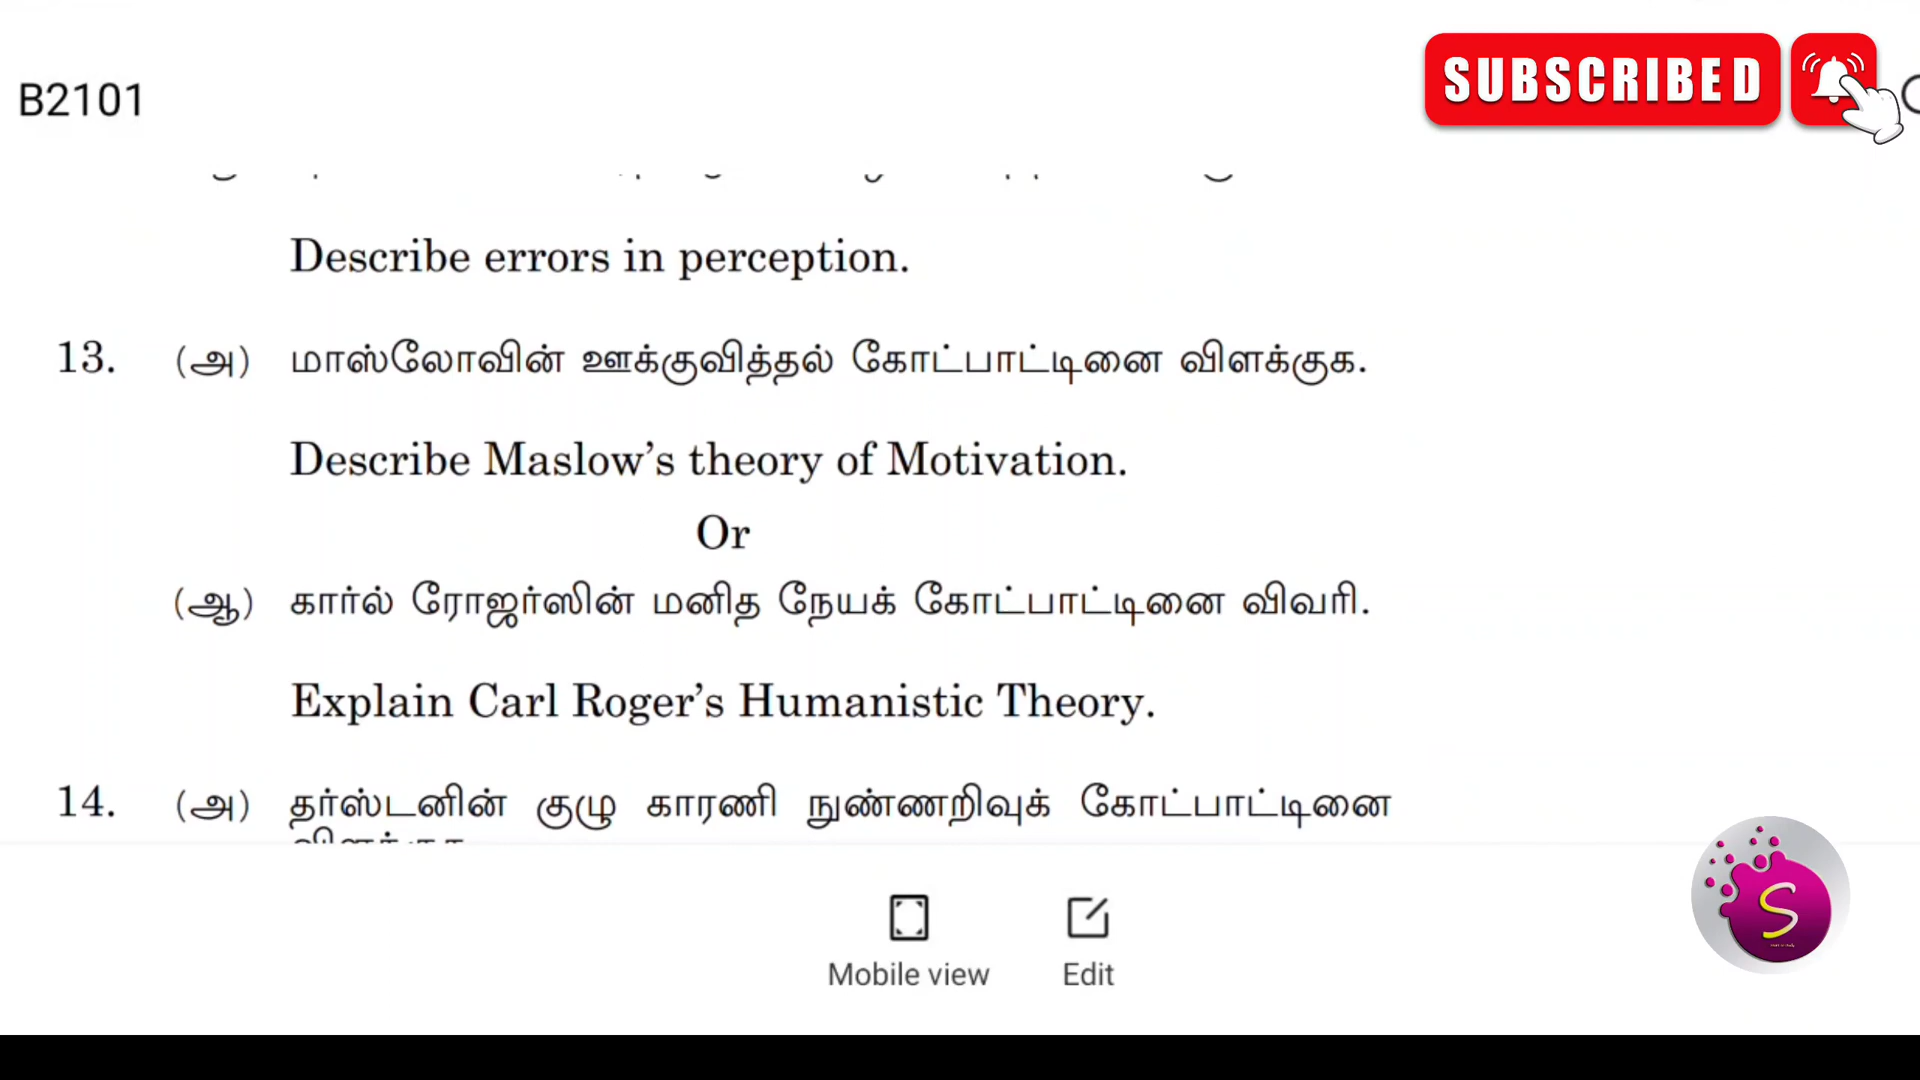 SUBSCRIBED
B2101
Describe errors in perception.
13. (அ) மாஸ்லோவின் ஊக்குவித்தல் கோட்பாட்டினை விளக்குக.
Describe Maslow's theory of Motivation.
Or
(ஆ) கார்ல் ரோஜர்ஸின் மனித நேயக் கோட்பாட்டினை விவரி.
Explain Carl Roger's Humanistic Theory.
14. (அ) தர்ஸ்டனின் குழு காரணி நுண்ணறிவுக் கோட்பாட்டினை
Mobile view Edit
S